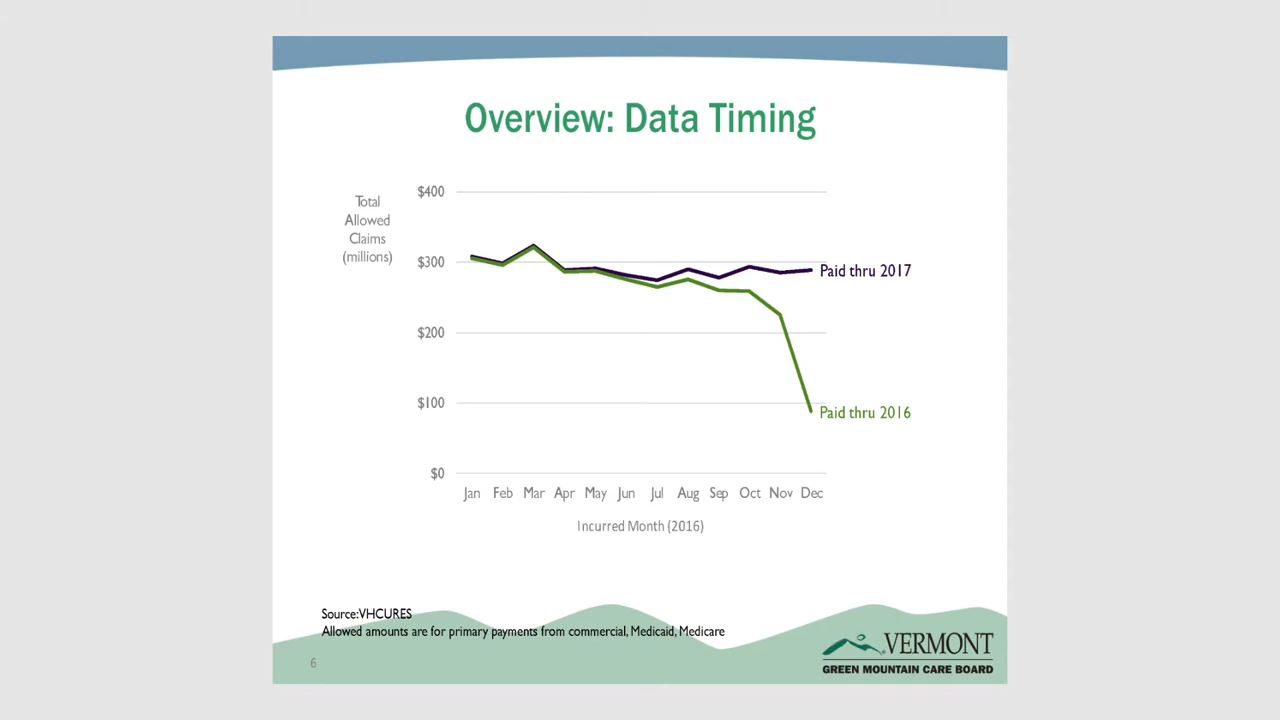 Overview: Data Timing
Total
Allowed
Claims
(millions)
$400
$300
$200
$100
$0
Paid thru 2017
Paid thru 2016
Jan Feb Mar Apr May Jun Jul Aug Sep Oct Nov Dec
Incurred Month (2016)
Source:VHCURES
Allowed amounts are for primary payments from commercial, Medicaid, Medicare
6
VERMONT
GREEN MOUNTAIN CARE BOARD